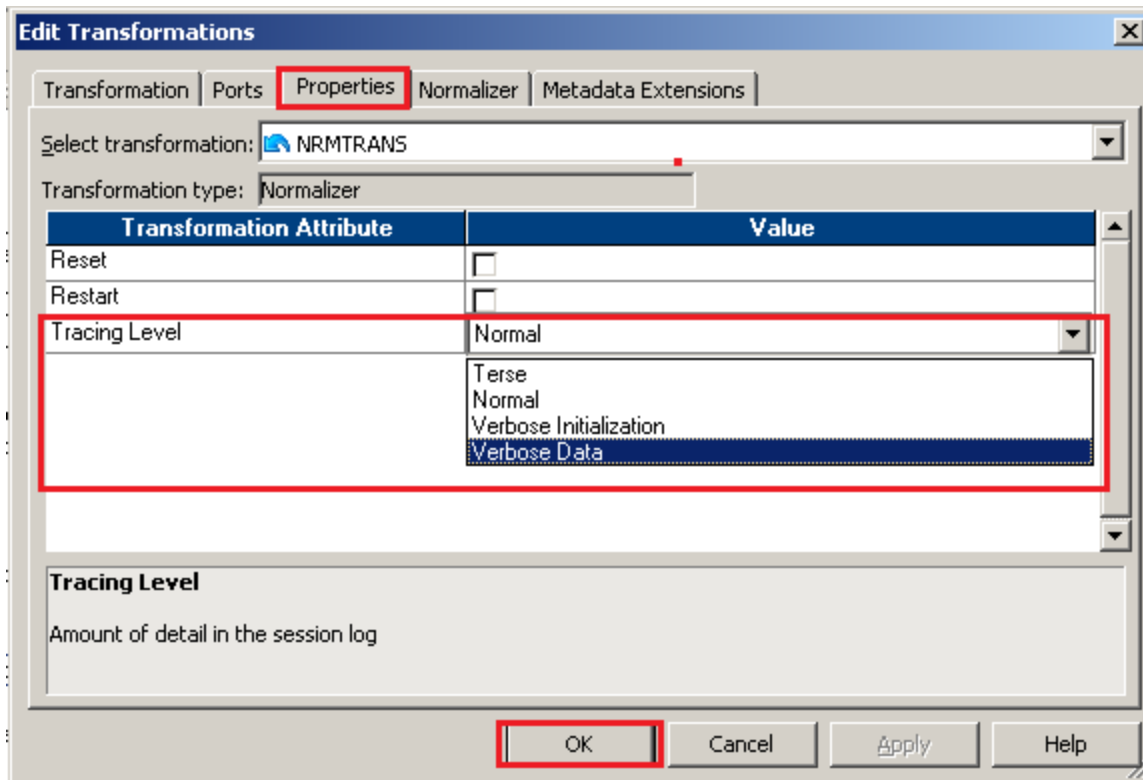 Edit Transformations
Transformation Ports Properties Normalizer Metadata Extensions
Select transformation: NRMTRANS
Transformation type: Normalizer
Transformation Attribute Value
Reset
Restart
Tracing Level Normal
Terse
Normal
Verbose Initialization
Verbose Data
Tracing Level
Amount of detail in the session log
OK Cancel Apply Help